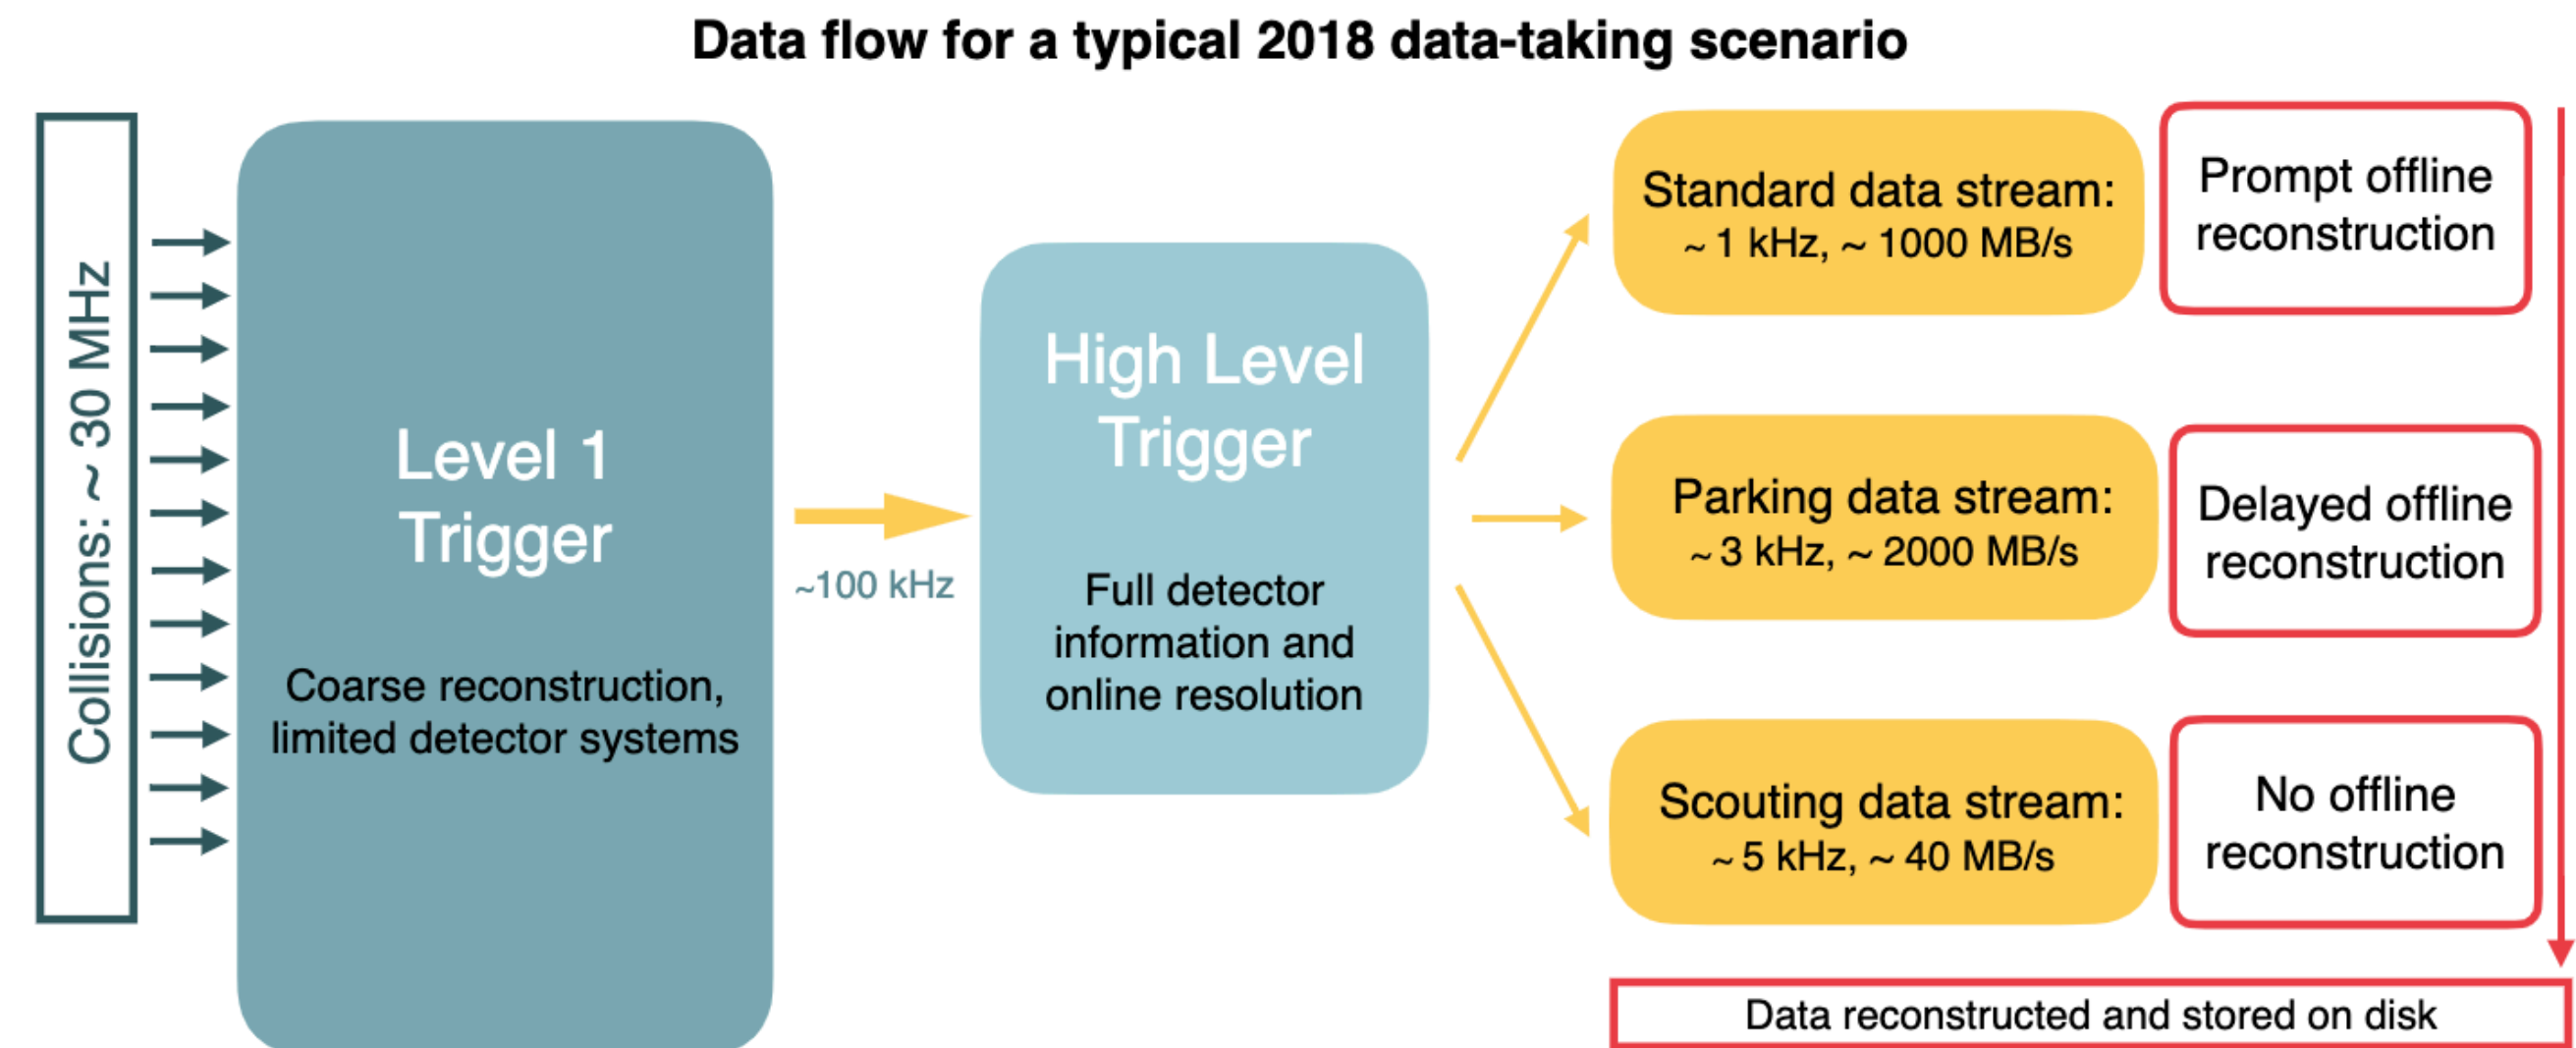 Data flow for a typical 2018 data-taking scenario
Collisions: ~ 30 MHz
Level 1
Trigger
Coarse reconstruction,
limited detector systems
~100 kHz
High Level
Trigger
Full detector
information and
online resolution
Standard data stream:
~ 1 kHz, ~ 1000 MB/s
Prompt offline
reconstruction
Parking data stream:
~ 3 kHz, ~ 2000 MB/s
Delayed offline
reconstruction
Scouting data stream:
~ 5 kHz, ~ 40 MB/s
No offline
reconstruction
Data reconstructed and stored on disk